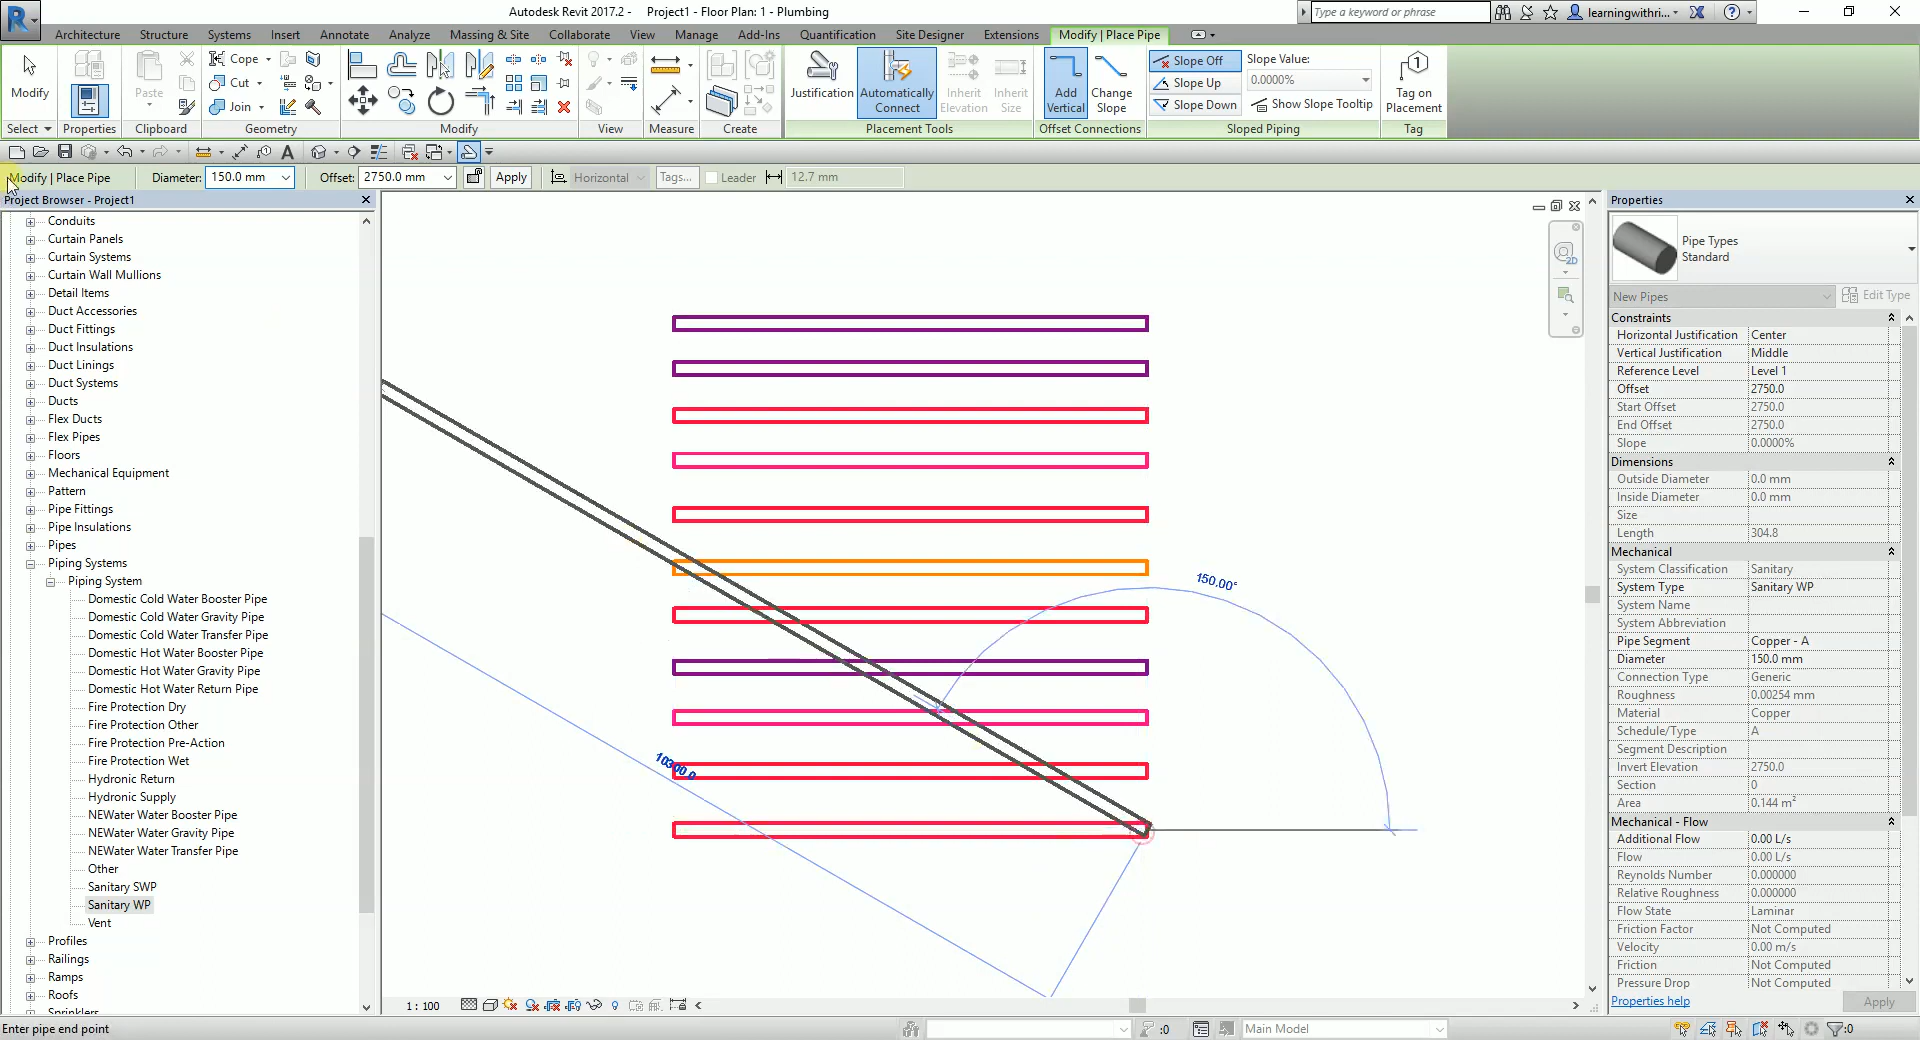 Autodesk Revit 2017.2 - Project1 - Floor Plan: 1 - Plumbing
Type a keyword or phrase
learningwithri...
Architecture Structure Systems Insert Annotate Analyze Massing & Site Collaborate View Manage Add-Ins Quantification Site Designer Extensions Modify | Place Pipe
Modify
Paste
Cope
Cut
Join
Justification
Automatically
Connect
Inherit
Elevation
Inherit
Size
Add
Vertical
Change
Slope
Slope Off
Slope Up
Slope Down
Slope Value:
0.0000%
Show Slope Tooltip
Tag on
Placement
Select Properties Clipboard Geometry Modify View Measure Create Placement Tools Offset Connections Sloped Piping Tag
Modify | Place Pipe Diameter: 150.0 mm Offset: 2750.0 mm Apply Horizontal Tags... Leader 12.7 mm
Project Browser - Project1
Conduits
Curtain Panels
Curtain Systems
Curtain Wall Mullions
Detail Items
Duct Accessories
Duct Fittings
Duct Insulations
Duct Linings
Duct Systems
Ducts
Flex Ducts
Flex Pipes
Floors
Mechanical Equipment
Pattern
Pipe Fittings
Pipe Insulations
Pipes
Piping Systems
Piping System
Domestic Cold Water Booster Pipe
Domestic Cold Water Gravity Pipe
Domestic Cold Water Transfer Pipe
Domestic Hot Water Booster Pipe
Domestic Hot Water Gravity Pipe
Domestic Hot Water Return Pipe
Fire Protection Dry
Fire Protection Other
Fire Protection Pre-Action
Fire Protection Wet
Hydronic Return
Hydronic Supply
NEWater Water Booster Pipe
NEWater Water Gravity Pipe
NEWater Water Transfer Pipe
Other
Sanitary SWP
Sanitary WP
Vent
Profiles
Railings
Ramps
Roofs
Sprinklers
2D
150.00°
10300.0
1 : 100
Properties
Pipe Types
Standard
New Pipes Edit Type
Constraints
Horizontal Justification Center
Vertical Justification Middle
Reference Level Level 1
Offset 2750.0
Start Offset 2750.0
End Offset 2750.0
Slope 0.0000%
Dimensions
Outside Diameter 0.0 mm
Inside Diameter 0.0 mm
Size
Length 304.8
Mechanical
System Classification Sanitary
System Type Sanitary WP
System Name
System Abbreviation
Pipe Segment Copper - A
Diameter 150.0 mm
Connection Type Generic
Roughness 0.00254 mm
Material Copper
Schedule/Type A
Segment Description
Invert Elevation 2750.0
Section 0
Area 0.144 m²
Mechanical - Flow
Additional Flow 0.00 L/s
Flow 0.00 L/s
Reynolds Number 0.000000
Relative Roughness 0.000000
Flow State Laminar
Friction Factor Not Computed
Velocity 0.00 m/s
Friction Not Computed
Pressure Drop Not Computed
Properties help Apply
Enter pipe end point
:0
Main Model
:0